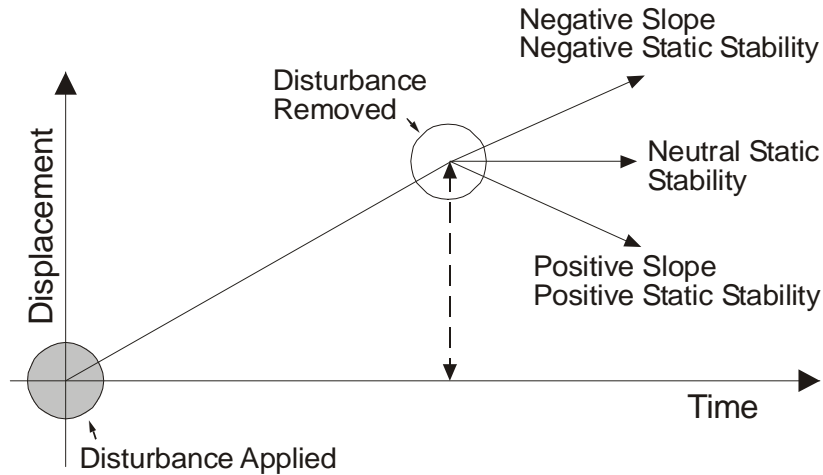 Negative Slope
Negative Static Stability
Disturbance
Removed
Neutral Static
Stability
Displacement
Positive Slope
Positive Static Stability
Time
Disturbance Applied